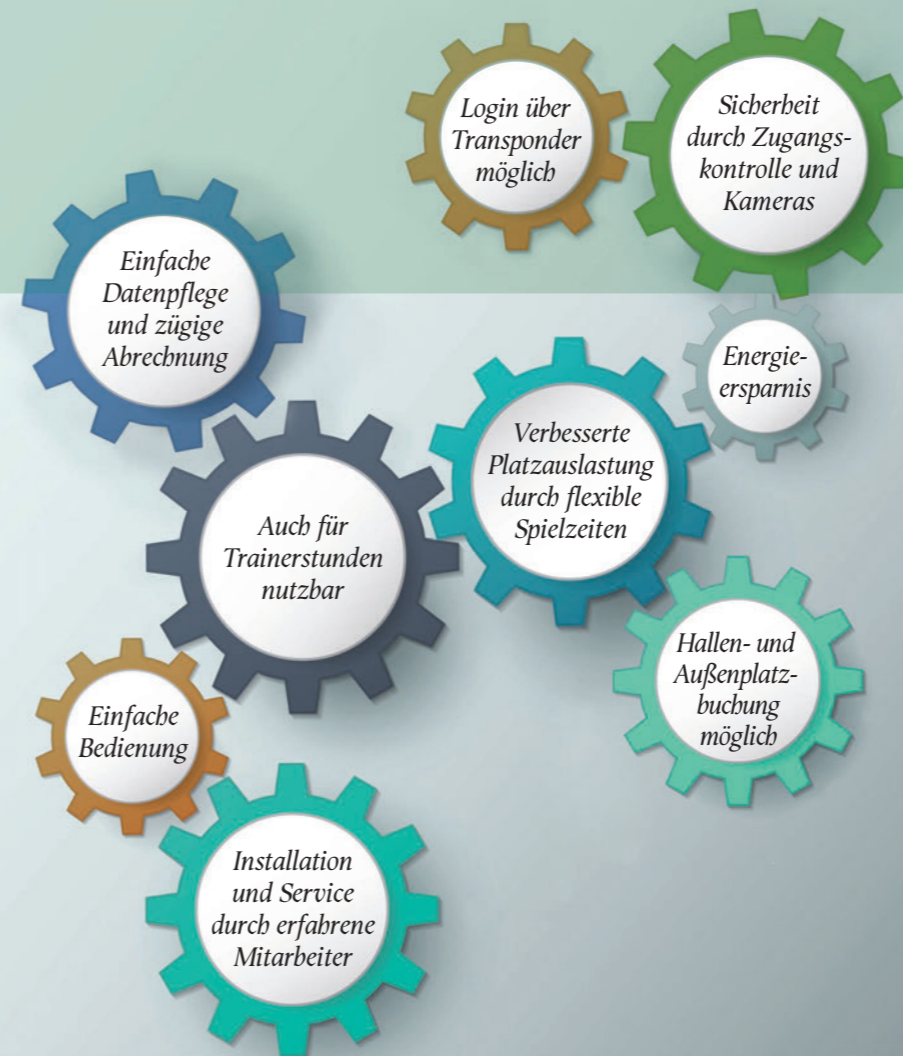 Login über
Transponder
möglich
Sicherheit
durch Zugangs-
kontrolle und
Kameras
Einfache
Datenpflege
und zügige
Abrechnung
Energie-
ersparnis
Verbesserte
Platzauslastung
durch flexible
Spielzeiten
Auch für
Trainerstunden
nutzbar
Hallen- und
Außenplatz-
buchung
möglich
Einfache
Bedienung
Installation
und Service
durch erfahrene
Mitarbeiter